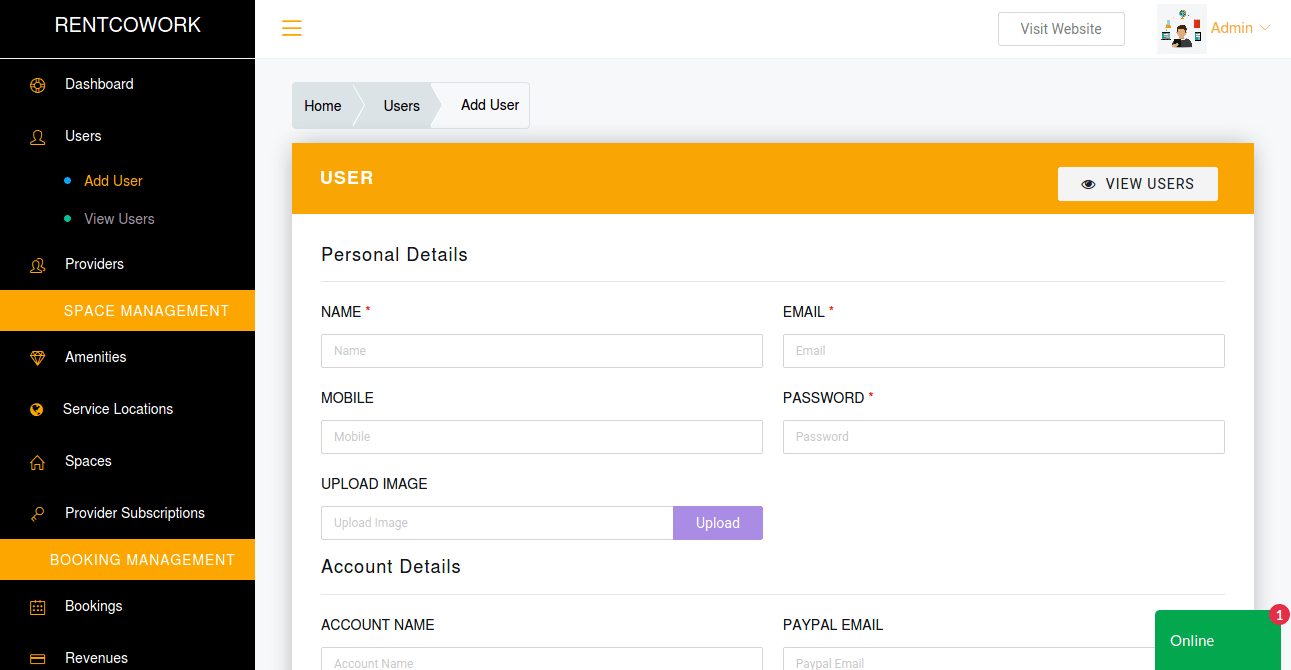 RENTCOWORK
Visit Website
Admin
Dashboard
Users
Add User
View Users
Providers
SPACE MANAGEMENT
Amenities
Service Locations
Spaces
Provider Subscriptions
BOOKING MANAGEMENT
Bookings
Revenues
Home Users Add User
USER
VIEW USERS
Personal Details
NAME * EMAIL *
Name Email
MOBILE PASSWORD *
Mobile Password
UPLOAD IMAGE
Upload Image Upload
Account Details
ACCOUNT NAME PAYPAL EMAIL
Account Name Paypal Email
1
Online